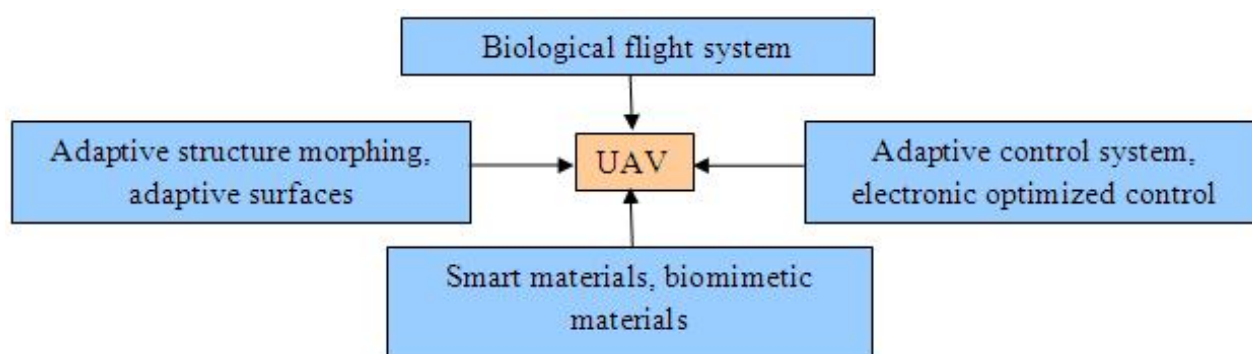 Biological flight system
Adaptive structure morphing,
adaptive surfaces
UAV
Adaptive control system,
electronic optimized control
Smart materials, biomimetic
materials